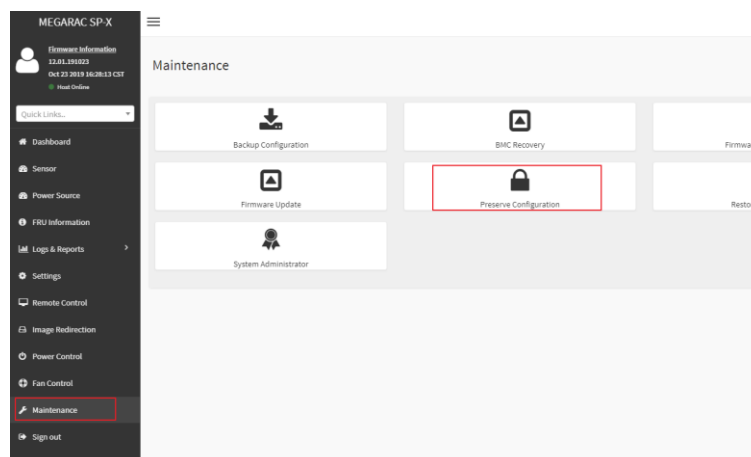 MEGARAC SP-X
Firmware Information
12.01.191023
Oct 23 2019 16:28:13 CST
Host Online
Quick Links..
Dashboard
Sensor
Power Source
FRU Information
Logs & Reports
Settings
Remote Control
Image Redirection
Power Control
Fan Control
Maintenance
Sign out
Maintenance
Backup Configuration
BMC Recovery
Firmwa
Firmware Update
Preserve Configuration
Resto
System Administrator